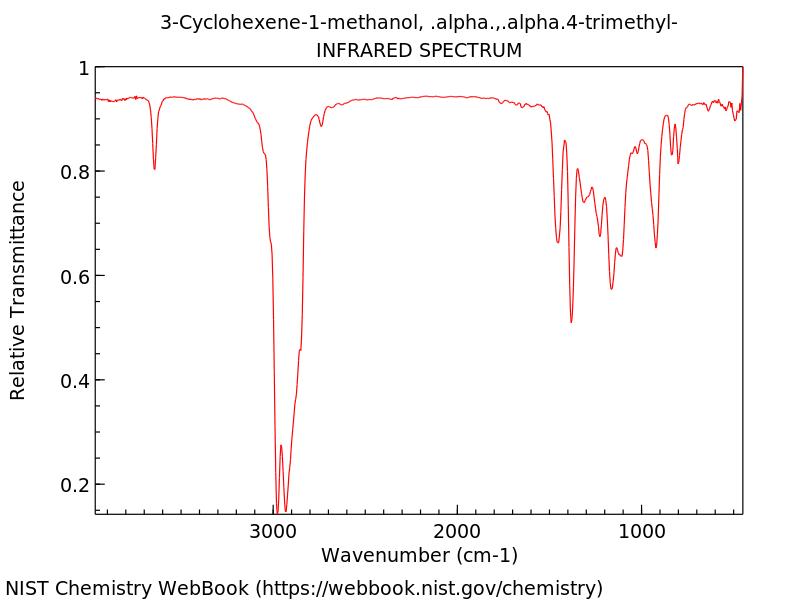 3-Cyclohexene-1-methanol, .alpha.,.alpha.4-trimethyl-
INFRARED SPECTRUM
1
0.8
0.6
0.4
0.2
Relative Transmittance
3000 2000 1000
Wavenumber (cm-1)
NIST Chemistry WebBook (https://webbook.nist.gov/chemistry)